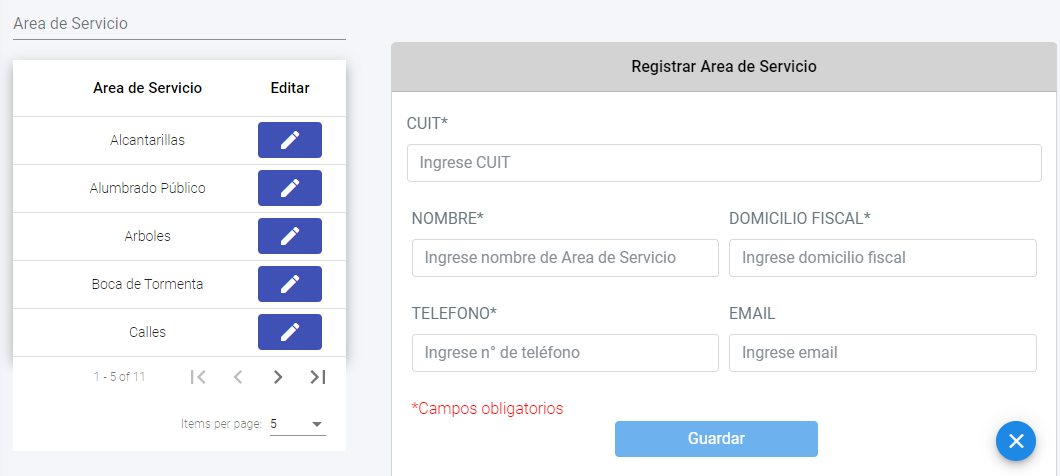 Area de Servicio
Area de Servicio Editar
Alcantarillas
Alumbrado Público
Arboles
Boca de Tormenta
Calles
1 - 5 of 11
Items per page: 5
Registrar Area de Servicio
CUIT*
Ingrese CUIT
NOMBRE* DOMICILIO FISCAL*
Ingrese nombre de Area de Servicio Ingrese domicilio fiscal
TELEFONO* EMAIL
Ingrese n° de teléfono Ingrese email
*Campos obligatorios
Guardar